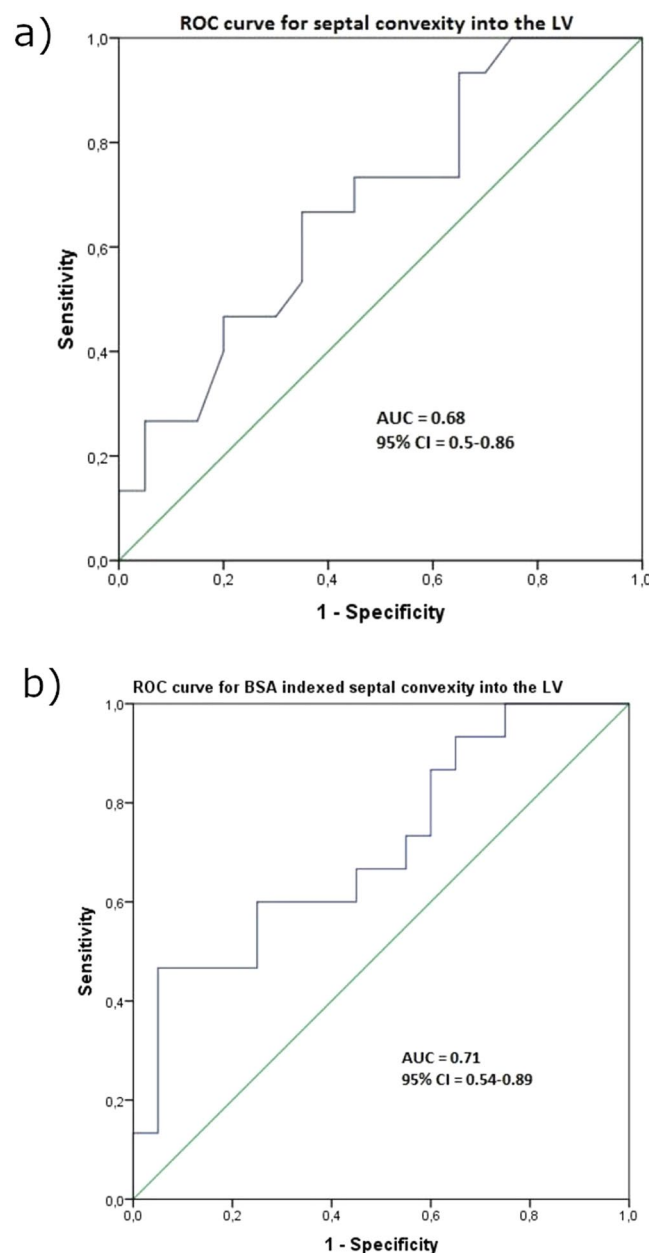 a)
ROC curve for septal convexity into the LV
1,0
0,8
0,6
0,4
0,2
0,0
Sensitivity
AUC = 0.68
95% CI = 0.5-0.86
0,0 0,2 0,4 0,6 0,8 1,0
1 - Specificity
b)
ROC curve for BSA indexed septal convexity into the LV
1,0
0,8
0,6
0,4
0,2
0,0
Sensitivity
AUC = 0.71
95% CI = 0.54-0.89
0,0 0,2 0,4 0,6 0,8 1,0
1 - Specificity